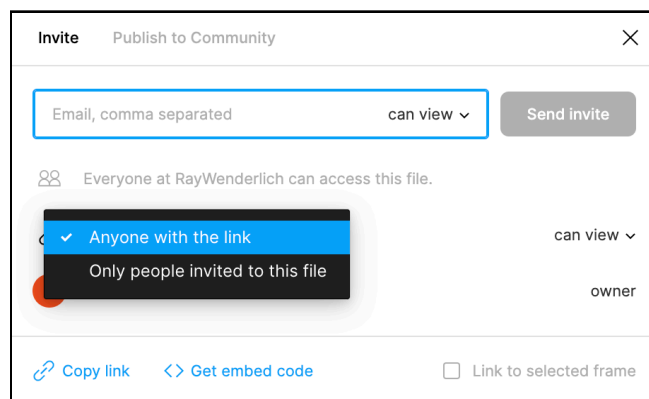 Invite Publish to Community
Email, comma separated can view Send invite
Everyone at RayWenderlich can access this file.
Anyone with the link can view
Only people invited to this file
owner
Copy link Get embed code Link to selected frame